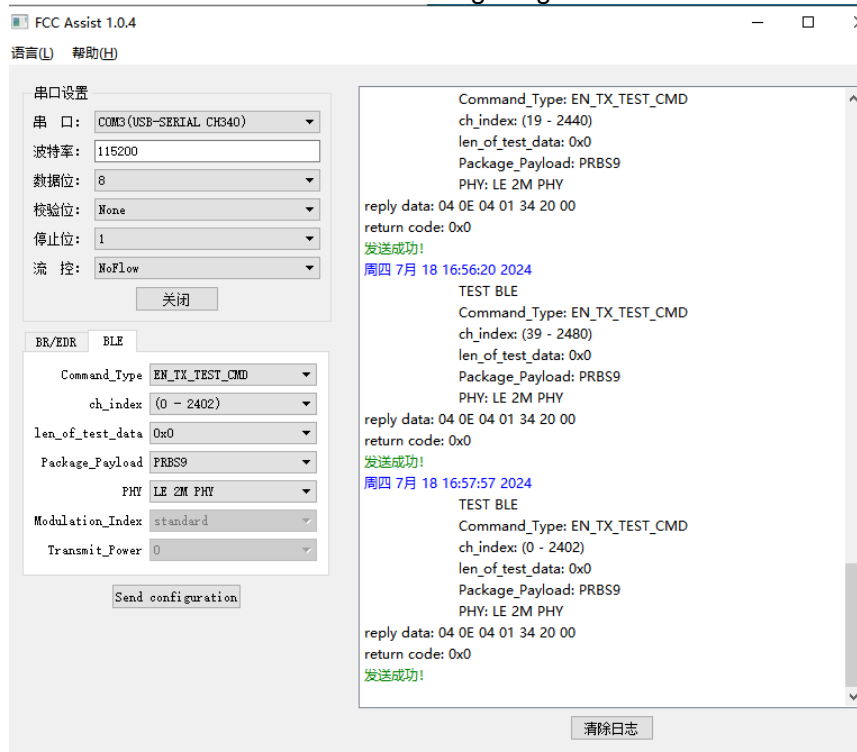 FCC Assist 1.0.4
语言(L) 帮助(H)
串口设置
串 口: COM3(USB-SERIAL CH340)
波特率: 115200
数据位: 8
校验位: None
停止位: 1
流 控: NoFlow
关闭
BR/EDR BLE
Command_Type EN_TX_TEST_CMD
ch_index (0 - 2402)
len_of_test_data 0x0
Package_Payload PRBS9
PHY LE 2M PHY
Modulation_Index standard
Transmit_Power 0
Send configuration
Command_Type: EN_TX_TEST_CMD
ch_index: (19 - 2440)
len_of_test_data: 0x0
Package_Payload: PRBS9
PHY: LE 2M PHY
reply data: 04 0E 04 01 34 20 00
return code: 0x0
发送成功!
周四 7月 18 16:56:20 2024
TEST BLE
Command_Type: EN_TX_TEST_CMD
ch_index: (39 - 2480)
len_of_test_data: 0x0
Package_Payload: PRBS9
PHY: LE 2M PHY
reply data: 04 0E 04 01 34 20 00
return code: 0x0
发送成功!
周四 7月 18 16:57:57 2024
TEST BLE
Command_Type: EN_TX_TEST_CMD
ch_index: (0 - 2402)
len_of_test_data: 0x0
Package_Payload: PRBS9
PHY: LE 2M PHY
reply data: 04 0E 04 01 34 20 00
return code: 0x0
发送成功!
清除日志